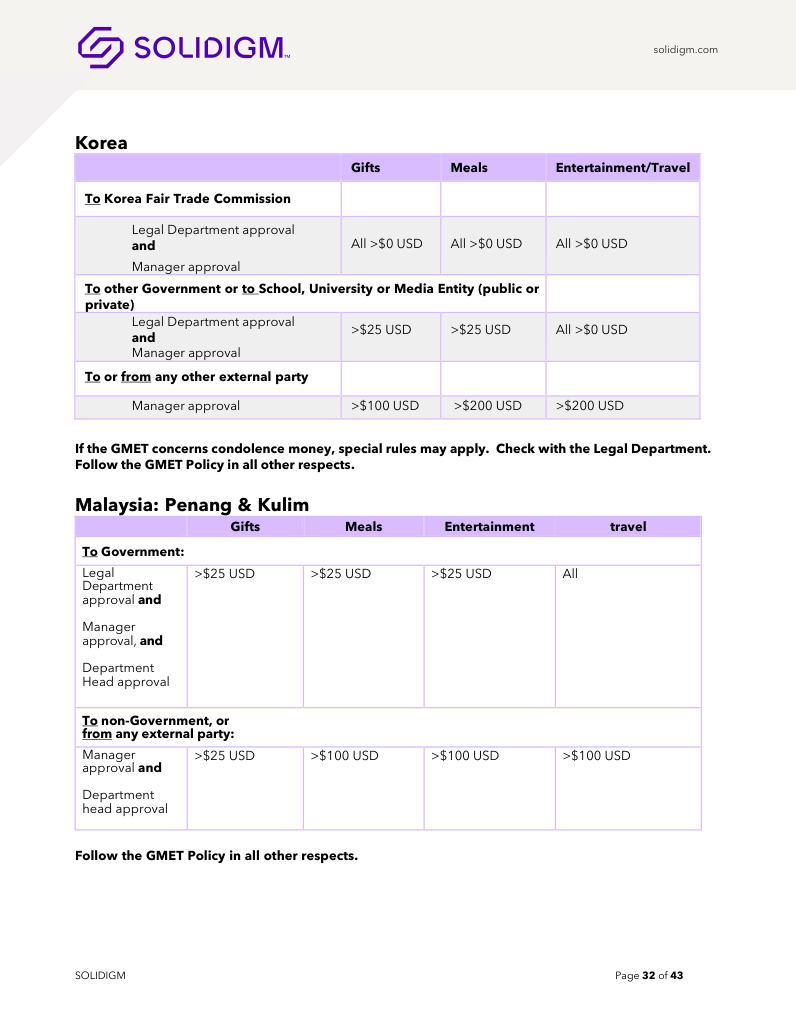 SOLIDIGM™
solidigm.com
Korea
Gifts Meals Entertainment/Travel
To Korea Fair Trade Commission
Legal Department approval
and
Manager approval
All >$0 USD All >$0 USD All >$0 USD
To other Government or to School, University or Media Entity (public or
private)
Legal Department approval
and
Manager approval
>$25 USD >$25 USD All >$0 USD
To or from any other external party
Manager approval >$100 USD >$200 USD >$200 USD
If the GMET concerns condolence money, special rules may apply.  Check with the Legal Department.
Follow the GMET Policy in all other respects.
Malaysia: Penang & Kulim
Gifts Meals Entertainment travel
To Government:
Legal
Department
approval and
Manager
approval, and
Department
Head approval
>$25 USD >$25 USD >$25 USD All
To non-Government, or
from any external party:
Manager
approval and
Department
head approval
>$25 USD >$100 USD >$100 USD >$100 USD
Follow the GMET Policy in all other respects.
SOLIDIGM
Page 32 of 43